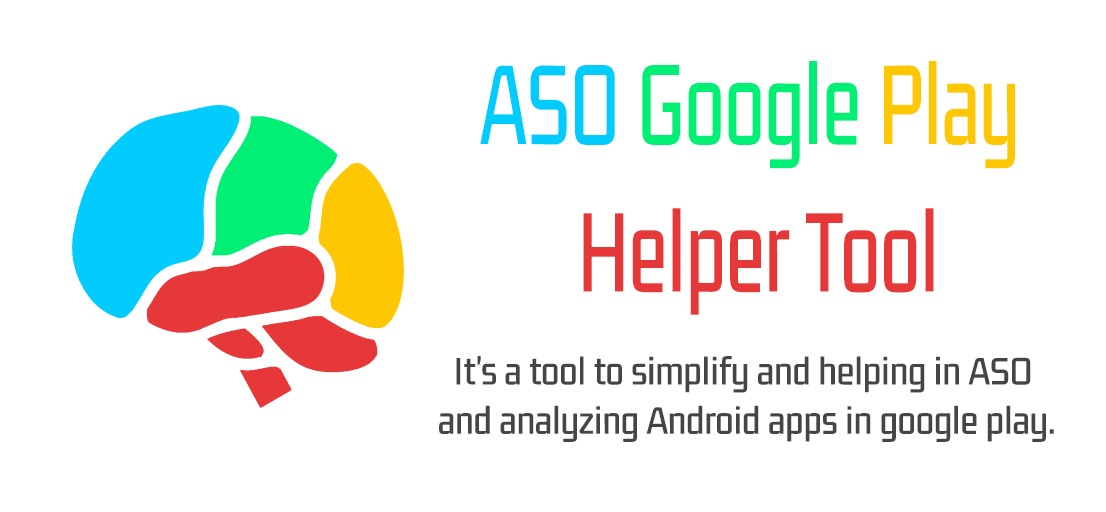 ASO Google Play
Helper Tool
It's a tool to simplify and helping in ASO
and analyzing Android apps in google play.